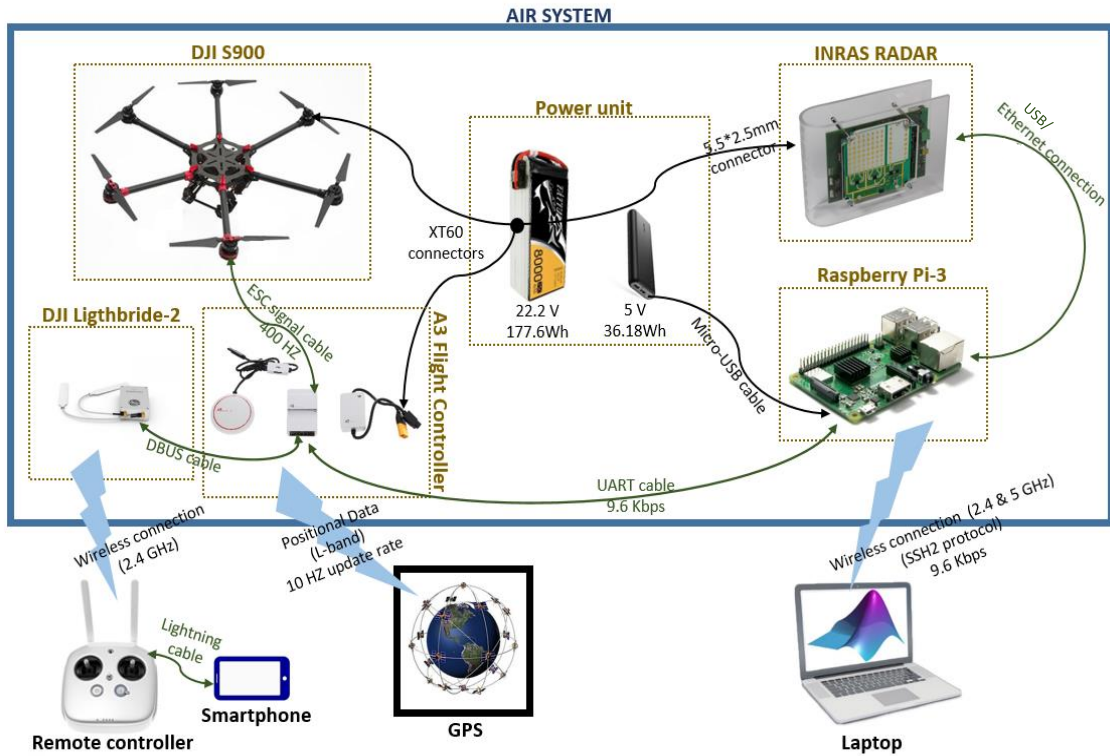 AIR SYSTEM
DJI S900
INRAS RADAR
Power unit
5.5*2.5mm
connector
USB/
Ethernet connection
XT60
connectors
8000
22.2 V
177.6Wh
5 V
36.18Wh
Raspberry Pi-3
Micro-USB cable
ESC signal cable
400 HZ
DJI Ligthbride-2
A3 Flight Controller
DBUS cable
UART cable
9.6 Kbps
Wireless connection
(2.4 GHz)
Positional Data
(L-band)
10 HZ update rate
Wireless connection (2.4 & 5 GHz)
(SSH2 protocol)
9.6 Kbps
Lightning
cable
Smartphone
Remote controller
GPS
Laptop